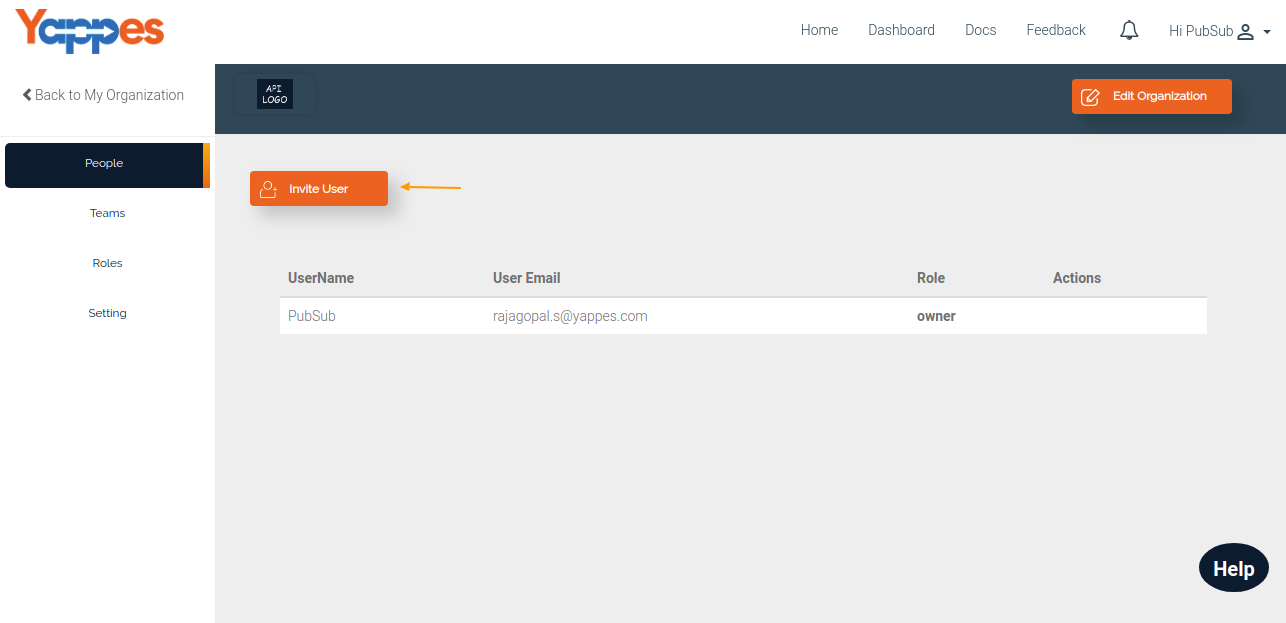 Yappes
Home Dashboard Docs Feedback Hi PubSub
Back to My Organization
API
LOGO
Edit Organization
People
Teams
Roles
Setting
Invite User
UserName User Email Role Actions
PubSub rajagopal.s@yappes.com owner
Help